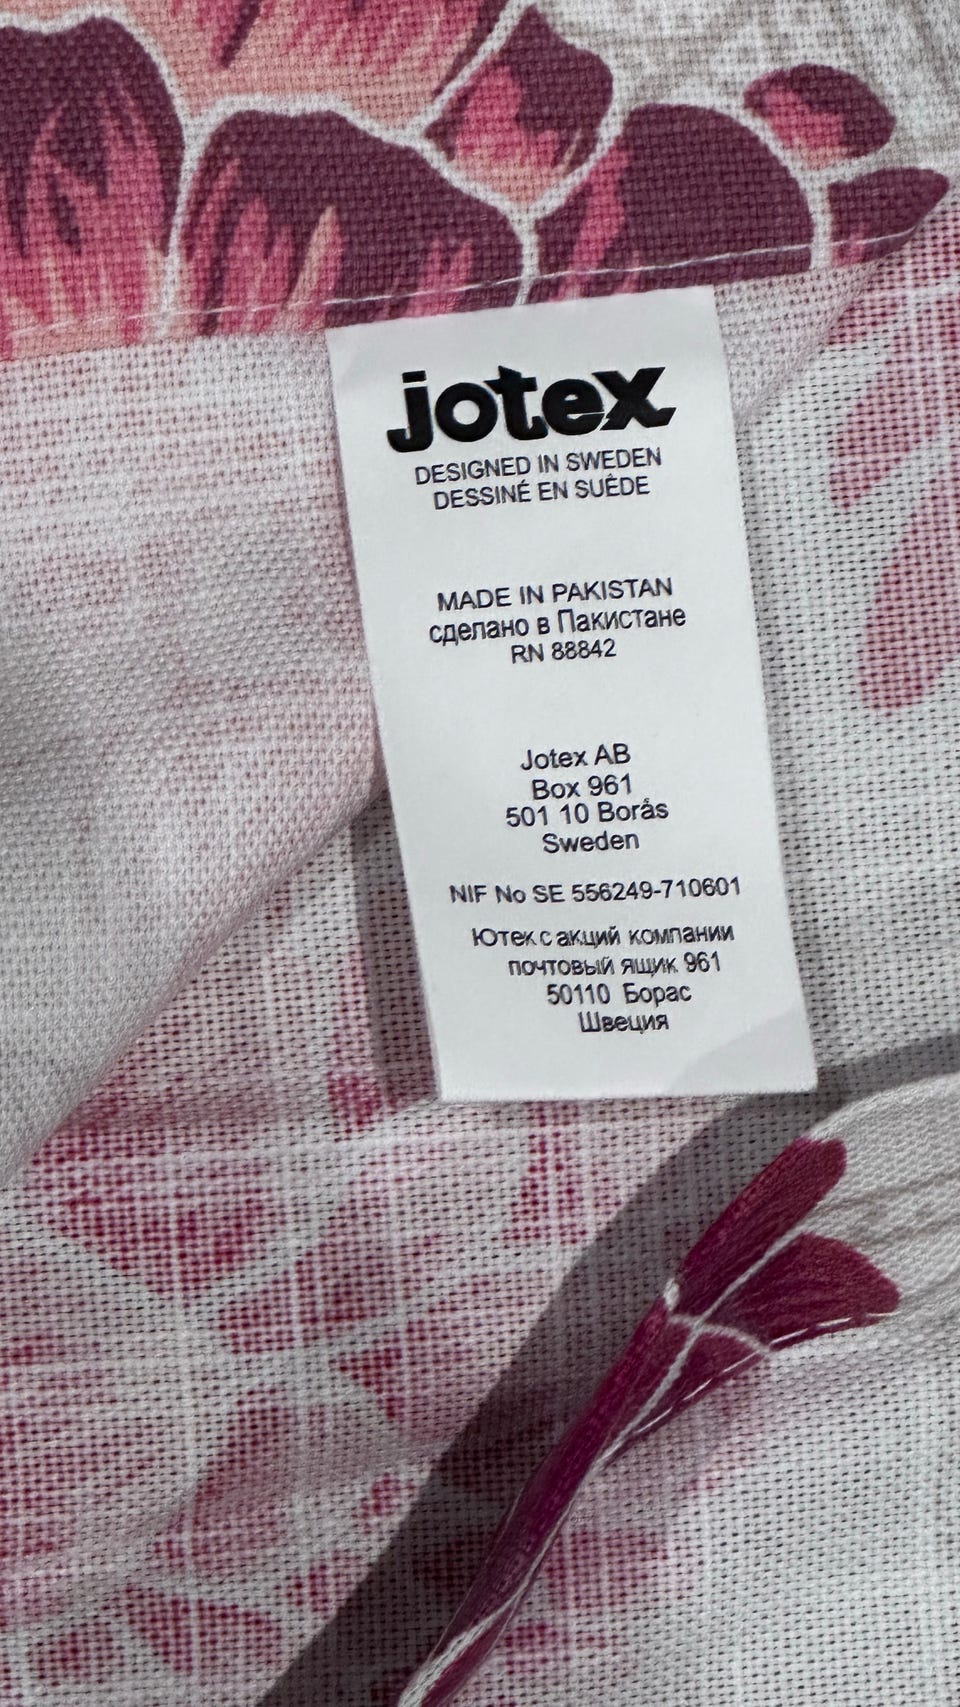 jotex
DESIGNED IN SWEDEN
DESSINÉ EN SUÈDE
MADE IN PAKISTAN
сделано в Пакистане
RN 88842
Jotex AB
Box 961
501 10 Borås
Sweden
NIF No SE 556249-710601
Ютек с акций компании
почтовый ящик 961
50110 Борас
Швеция